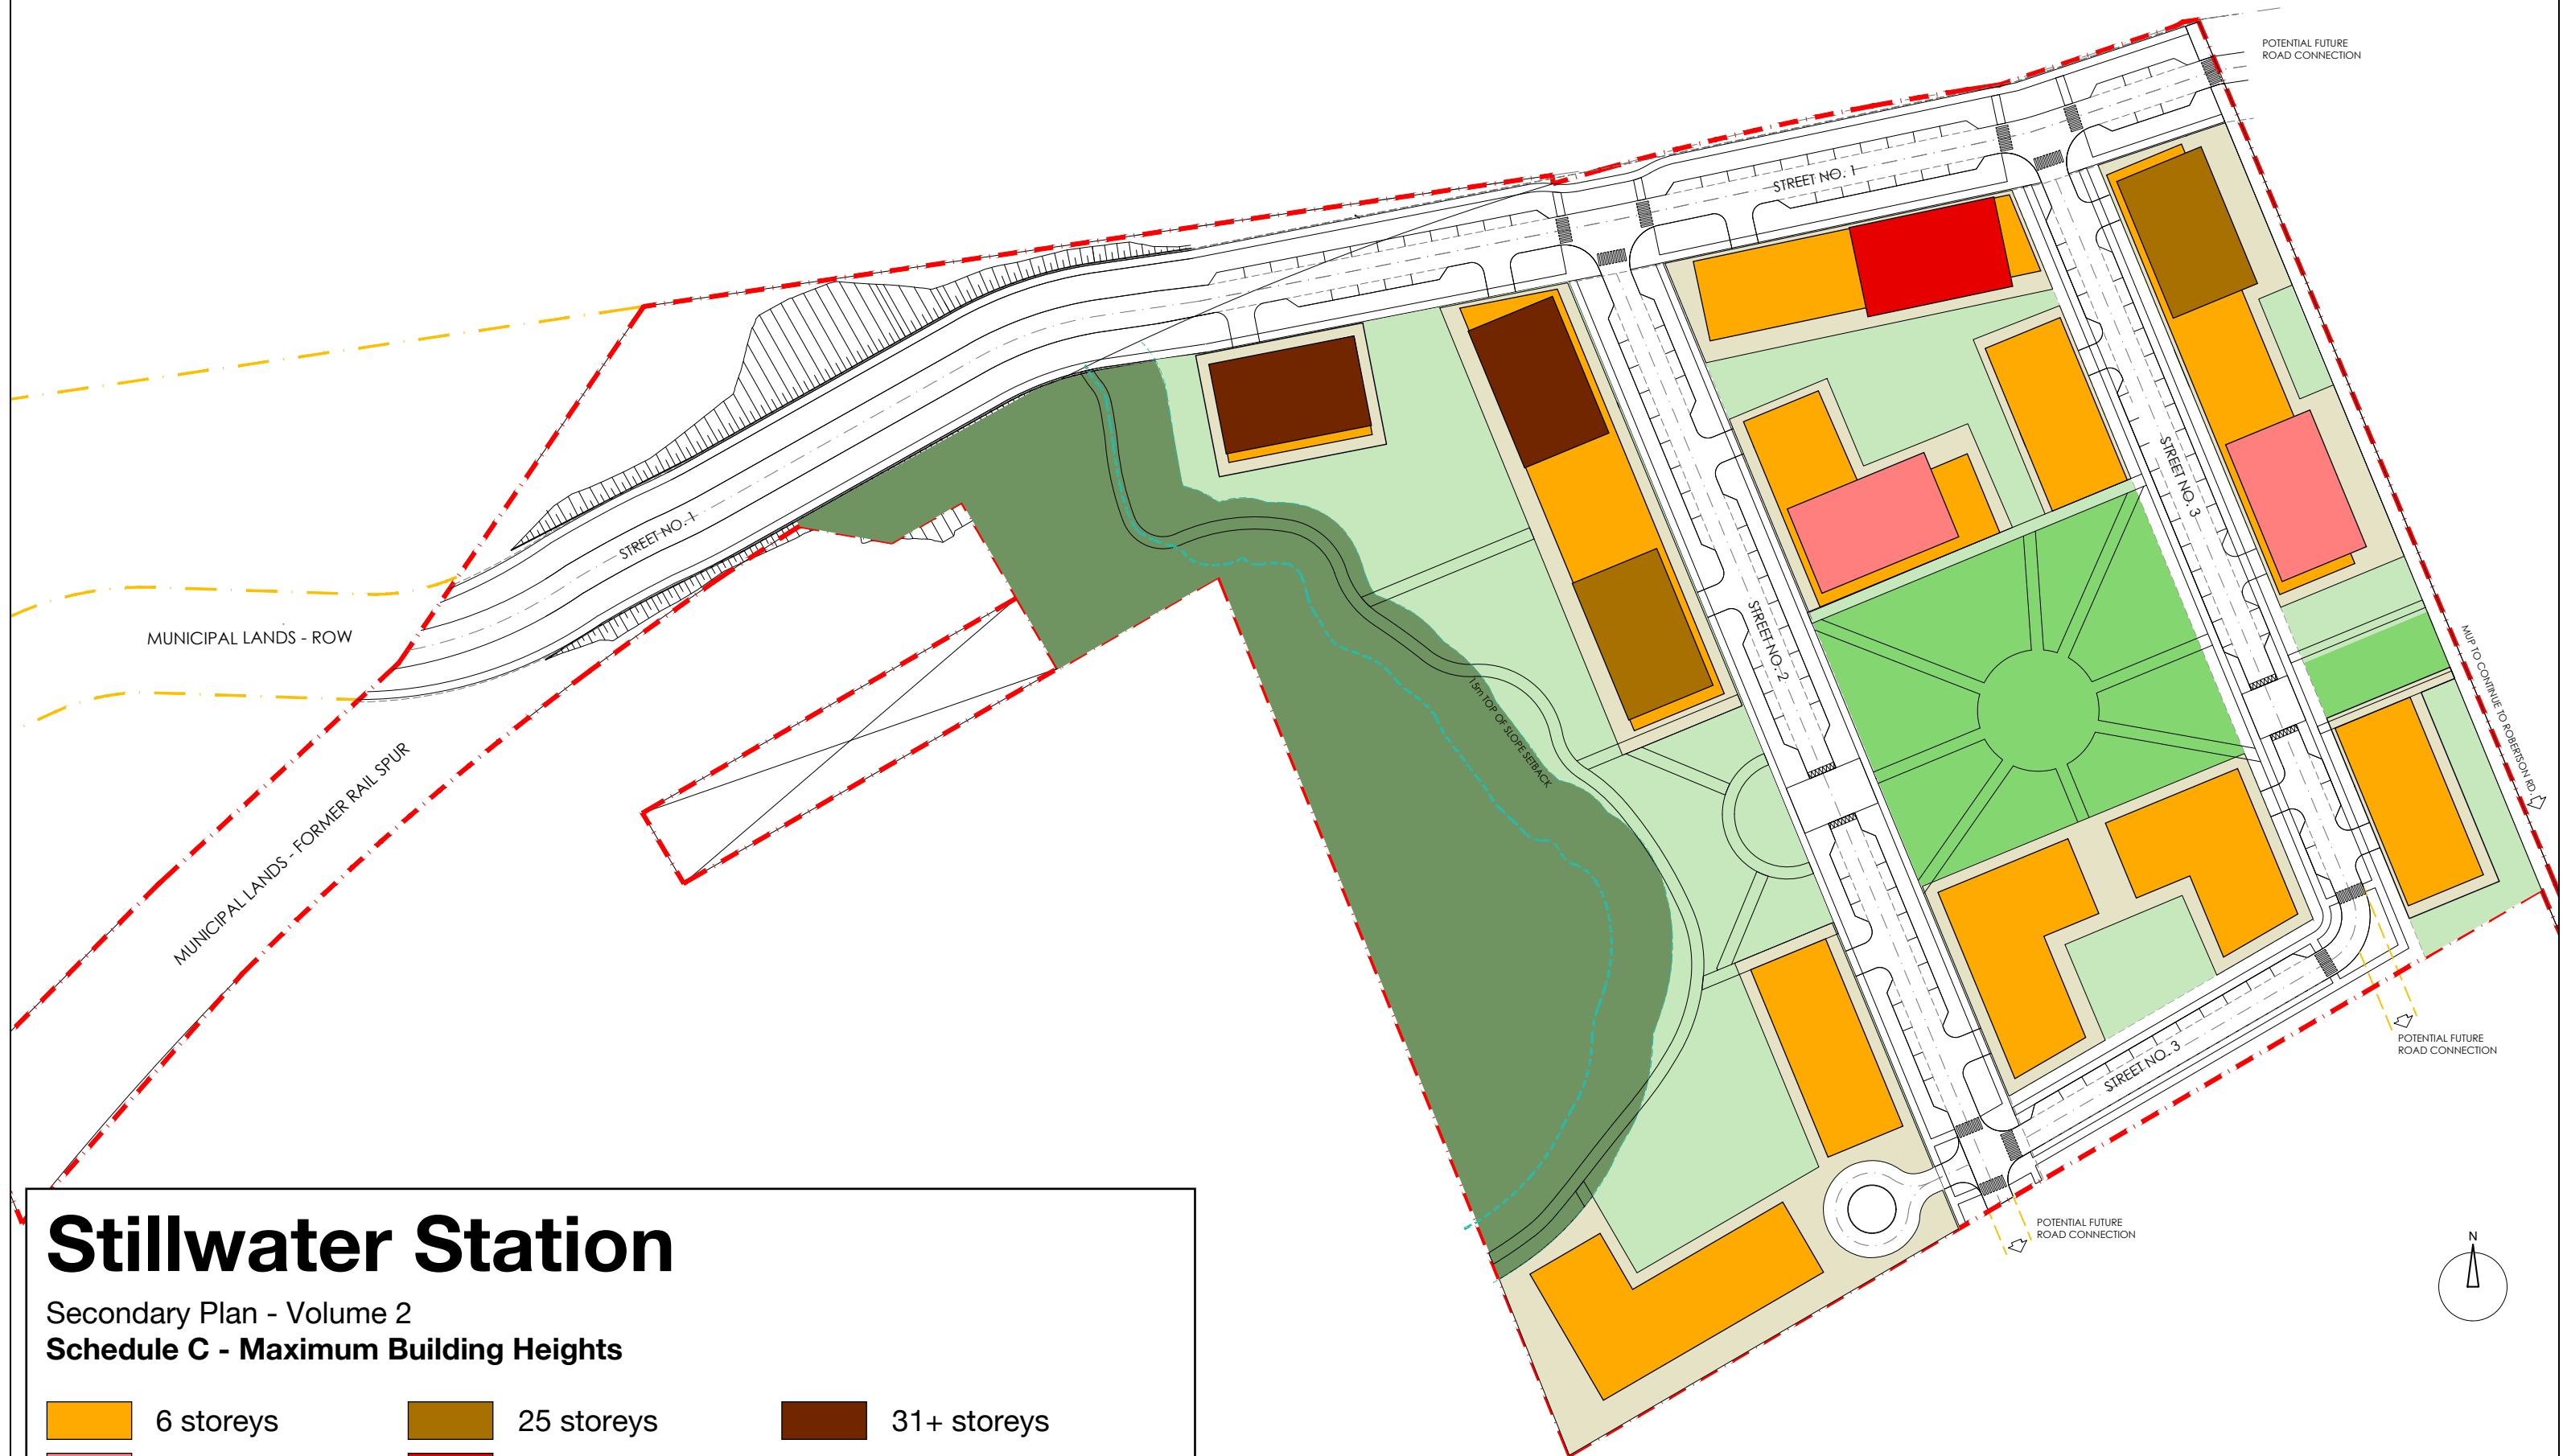 POTENTIAL FUTURE
ROAD CONNECTION
STREET NO. 1
STREET NO. 3
STREET NO. 1
MUNICIPAL LANDS - ROW
STREET NO. 2
MUP TO CONTINUE TO ROBERTSON RD.
15m TOP OF SLOPE SETBACK
MUNICIPAL LANDS - FORMER RAIL SPUR
POTENTIAL FUTURE
ROAD CONNECTION
STREET NO. 3
POTENTIAL FUTURE
ROAD CONNECTION
N
Stillwater Station
Secondary Plan - Volume 2
Schedule C - Maximum Building Heights
6 storeys
25 storeys
31+ storeys